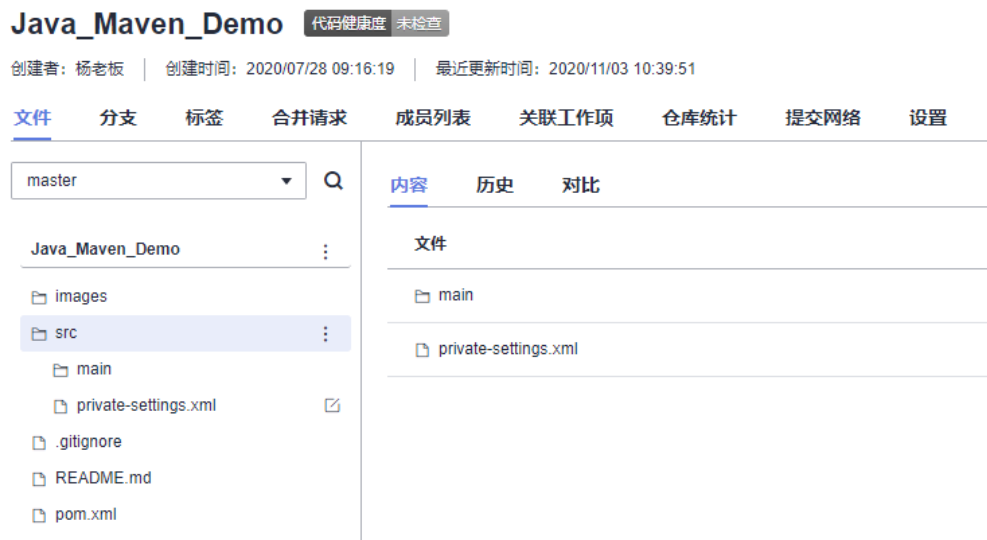 Java_Maven_Demo 代码健康度 未检查
创建者：杨老板 创建时间：2020/07/28 09:16:19 最近更新时间：2020/11/03 10:39:51
文件 分支 标签 合并请求 成员列表 关联工作项 仓库统计 提交网络 设置
master
Java_Maven_Demo
images
src
main
private-settings.xml
.gitignore
README.md
pom.xml
内容 历史 对比
文件
main
private-settings.xml